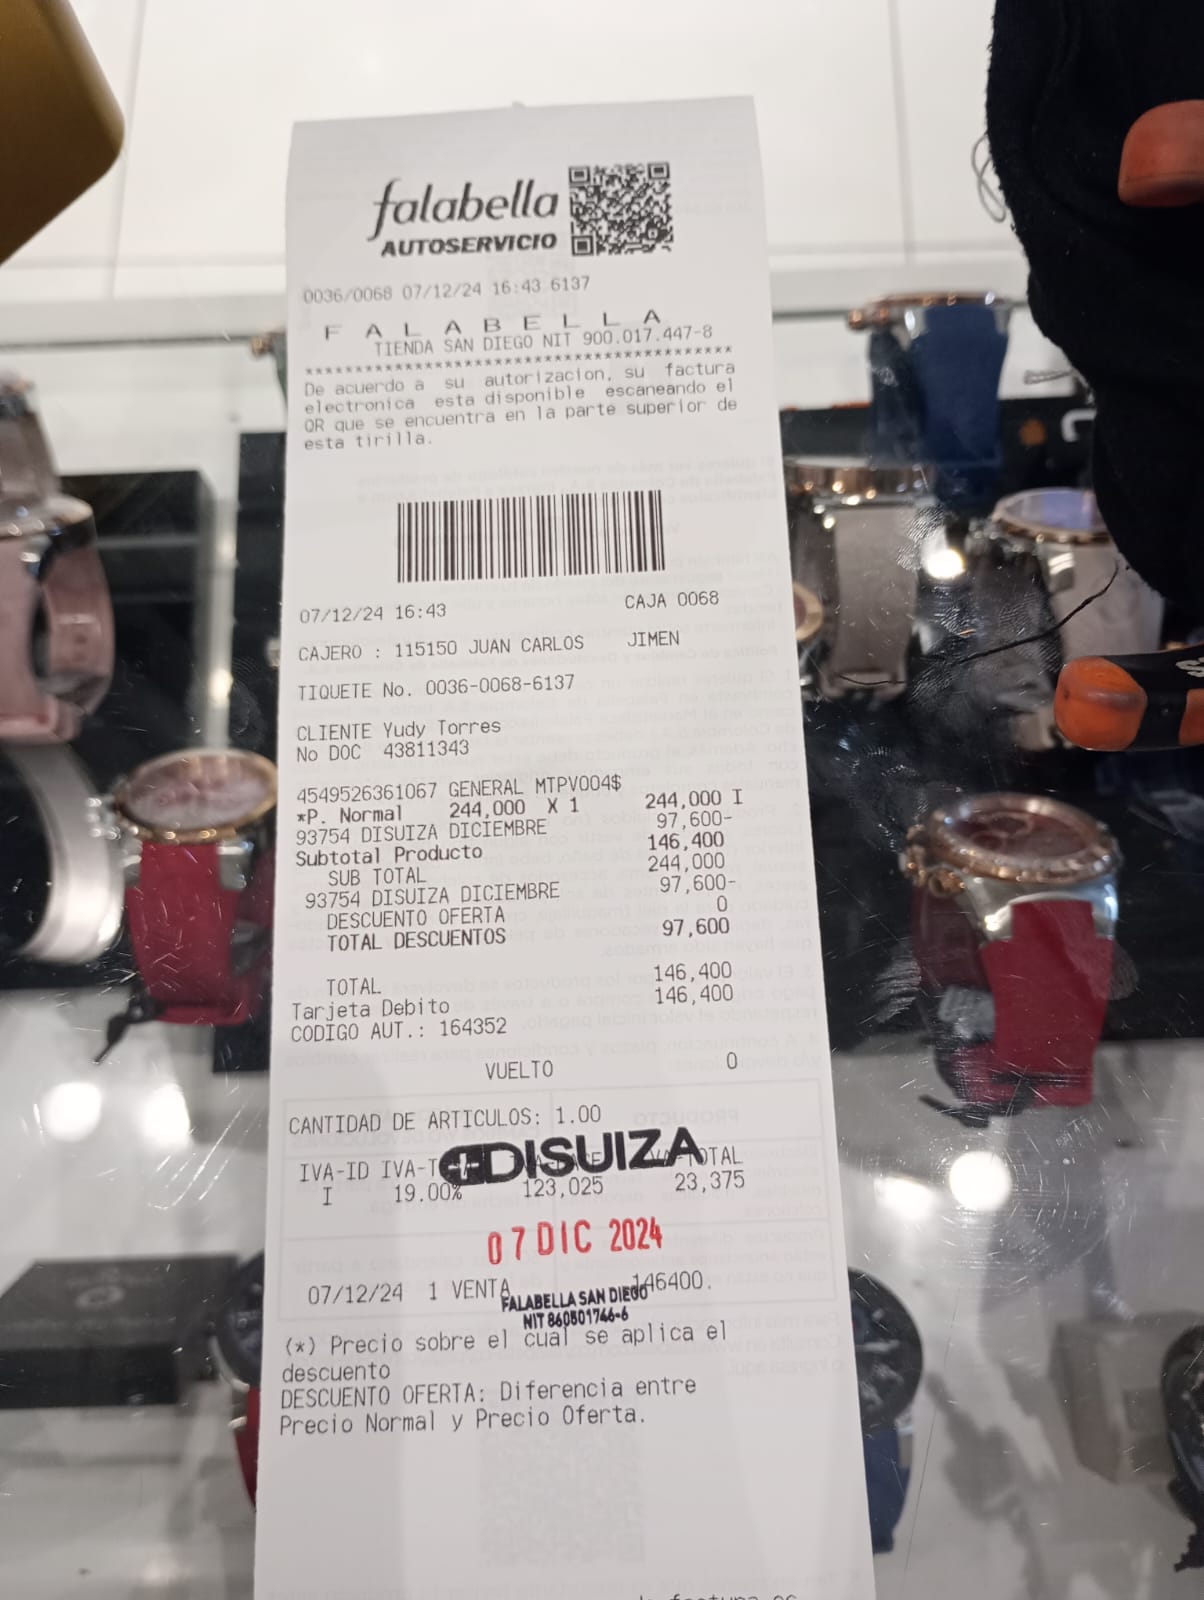 falabella
AUTOSERVICIO
0036/0068 07/12/24 16:43 6137
F A L A B E L L A
TIENDA SAN DIEGO NIT 900.017.447-8
****************************************
De acuerdo a su autorizacion, su factura
electronica esta disponible escaneando el
QR que se encuentra en la parte superior de
esta tirilla.
07/12/24 16:43 CAJA 0068
CAJERO : 115150 JUAN CARLOS JIMEN
TIQUETE No. 0036-0068-6137
CLIENTE Yudy Torres
No DOC 43811343
4549526361067 GENERAL MTPV004$
*P. Normal 244,000 X 1 244,000 I
93754 DISUIZA DICIEMBRE 97,600-
Subtotal Producto 146,400
SUB TOTAL 244,000
93754 DISUIZA DICIEMBRE 97,600-
DESCUENTO OFERTA 0
TOTAL DESCUENTOS 97,600
TOTAL 146,400
Tarjeta Debito 146,400
CODIGO AUT.: 164352
VUELTO 0
CANTIDAD DE ARTICULOS: 1.00
DISUIZA
IVA-ID
I 19.00% 123,025 23,375
07 DIC 2024
07/12/24 1 VENTA 146400.
FALABELLA SAN DIEGO
NIT 860501746-6
(*) Precio sobre el cual se aplica el
descuento
DESCUENTO OFERTA: Diferencia entre
Precio Normal y Precio Oferta.